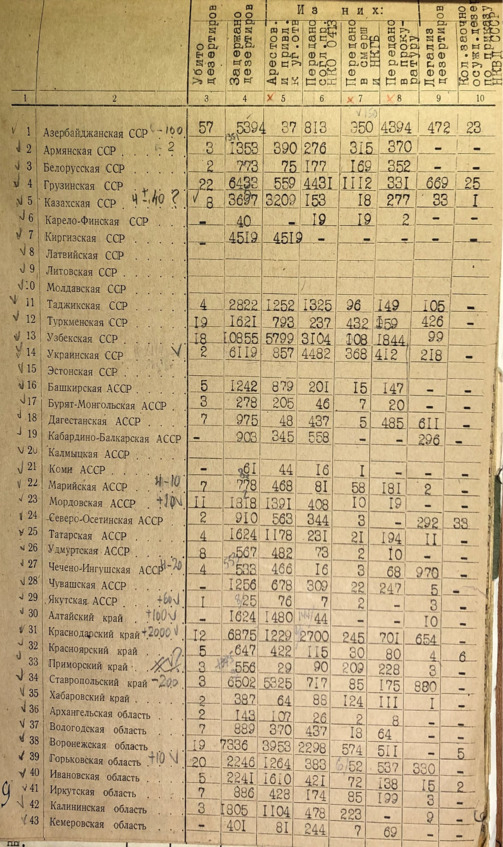 Из них:
Убито дезертиров
Задержано дезертиров
Арестов. и привл. к уг.отв
Передано
НКО 0413
Передано в смерш и НКГБ
Передано в прокуратуру
Легализ. дезертиров
Кол.заочно
1 2 3 4 5 6 7 8 9 10
1 Азербайджанская ССР -100 57 5394 37 813 350 4394 472 23
2 Армянская ССР 2 3 1353 390 276 315 370 -
3 Белорусская ССР 2 773 75 177 169 352
4 Грузинская ССР 22 6433 559 4431 1112 331 669 25
5 Казахская ССР 8 3697 3209 153 18 277 33 1
6 Карело-Финская ССР - 40 - 19 19 2 -
7 Киргизская ССР - 4519 4519 - - - -
8 Латвийская ССР
9 Литовская ССР
10 Молдавская ССР
11 Таджикская ССР 4 2822 1252 1325 96 149 105 -
12 Туркменская ССР 19 1621 793 237 432 159 426
13 Узбекская ССР 18 10855 5799 3104 108 1844 99
14 Украинская ССР 2 6119 857 4482 368 412 218 -
15 Эстонская ССР
16 Башкирская АССР 5 1242 879 201 15 147 - -
17 Бурят-Монгольская АССР 3 278 205 46 7 20 -
18 Дагестанская АССР 7 975 48 437 5 485 611 -
19 Кабардино-Балкарская АССР - 903 345 558 296 -
20 Калмыцкая АССР
21 Коми АССР - 61 44 16 1 - - -
22 Марийская АССР -10 7 778 468 81 58 181 2 -
23 Мордовская АССР 11 1318 1391 408 10 19 -
24 Северо-Осетинская АССР 2 910 563 344 3 - 292 33
25 Татарская АССР 4 1624 1178 231 21 194 11 -
26 Удмуртская АССР 8 567 482 73 2 10 -
27 Чечено-Ингушская АССР -20 4 533 466 16 3 68 970 -
28 Чувашская АССР - 1256 678 309 22 247 5 -
29 Якутская АССР 1 325 76 7 2 - 3 -
30 Алтайский край +100 - 1624 1480 44 - - 10 -
31 Краснодарский край +2000 12 6875 1229 2700 245 701 654
32 Красноярский край 5 647 422 115 30 80 4 6
33 Приморский край 3 556 29 90 209 228 3 -
34 Ставропольский край -200 3 6502 5325 717 85 175 880 -
35 Хабаровский край 2 387 64 88 124 111 1 -
36 Архангельская область 2 143 107 26 2 8 -
37 Вологодская область 7 889 370 437 18 64 -
38 Воронежская область 19 7336 3953 2298 574 511 - 5
39 Горьковская область +10 20 2246 1264 383 52 537 330 -
40 Ивановская область 5 2241 1610 421 72 138 15 2
41 Иркутская область 7 886 428 174 85 199 3 -
42 Калининская область 3 1805 1104 478 223 - 9 -
43 Кемеровская область - 401 81 244 7 69 -